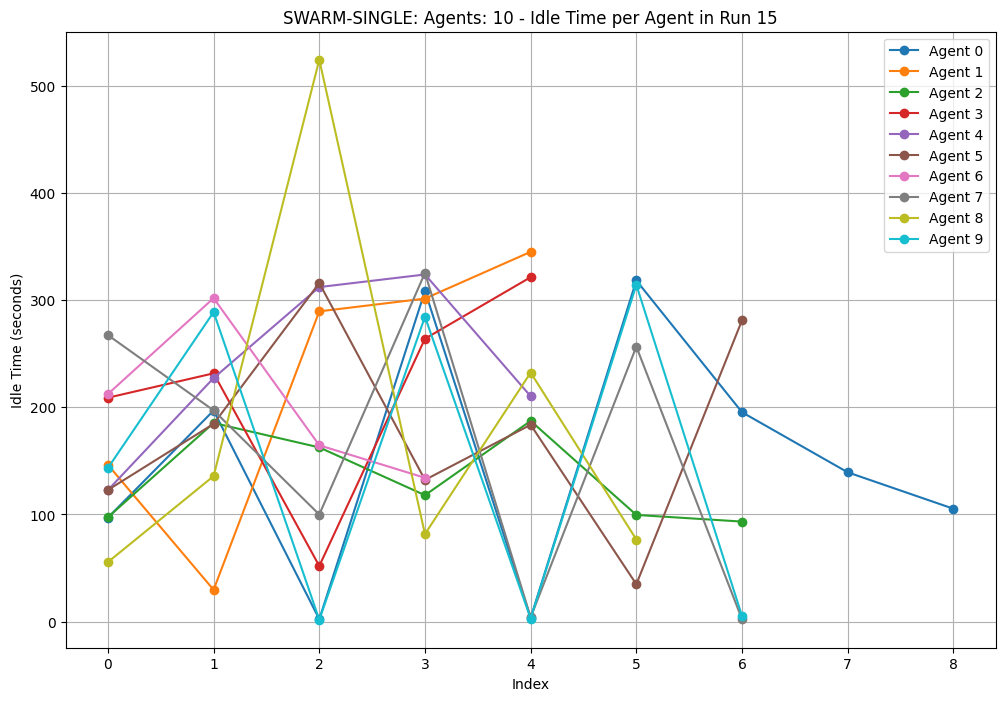 SWARM-SINGLE: Agents: 10 - Idle Time per Agent in Run 15
Agent 0
Agent 1
Agent 2
Agent 3
Agent 4
Agent 5
Agent 6
Agent 7
Agent 8
Agent 9
Idle Time (seconds)
500
400
300
200
100
0
0 1 2 3 4 5 6 7 8
Index